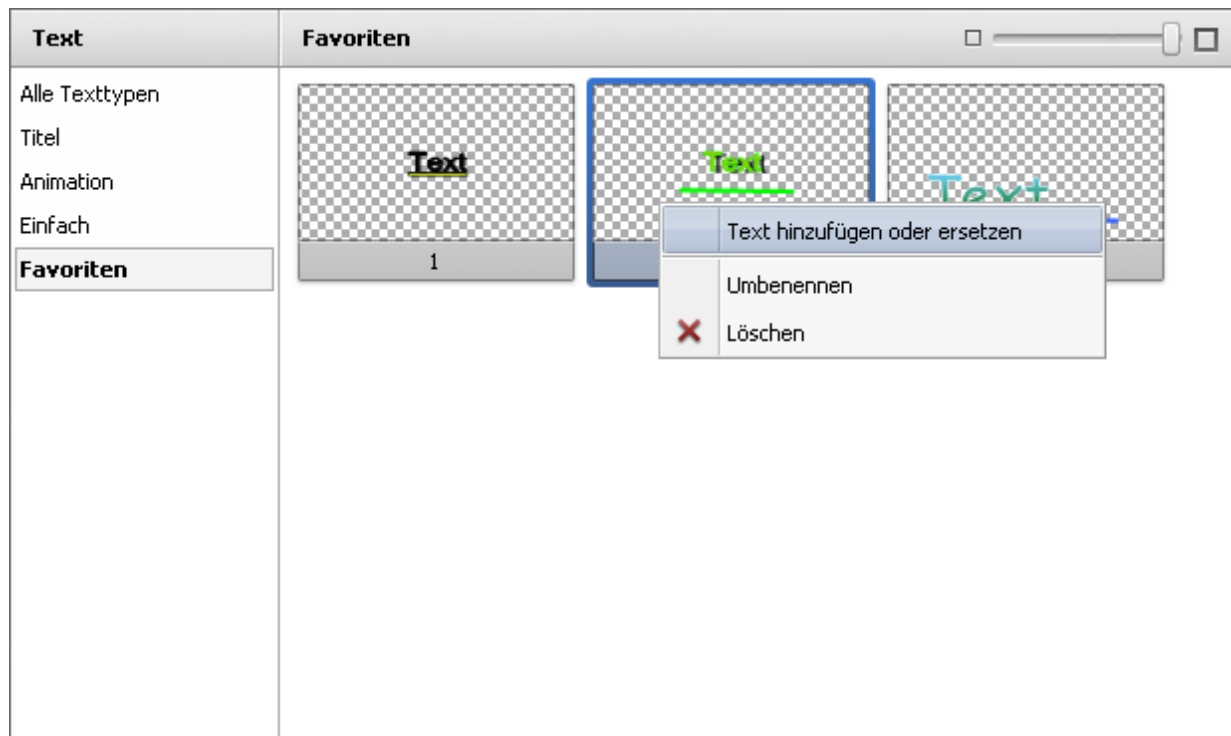 Text
Favoriten
Alle Texttypen
Titel
Animation
Einfach
Favoriten
Text
Text
Text
1
Text hinzufügen oder ersetzen
Umbenennen
Löschen